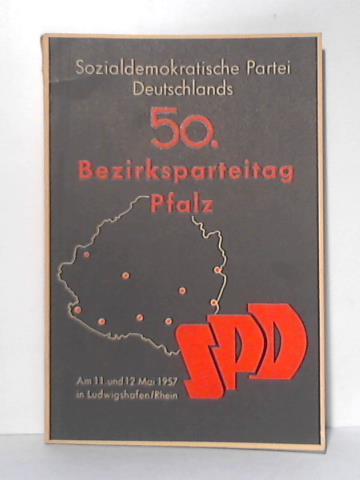 Sozialdemokratische Partei
Deutschlands
50.
Bezirksparteitag
Pfalz
SPD
Am 11. und 12. Mai 1957
in Ludwigshafen/Rhein